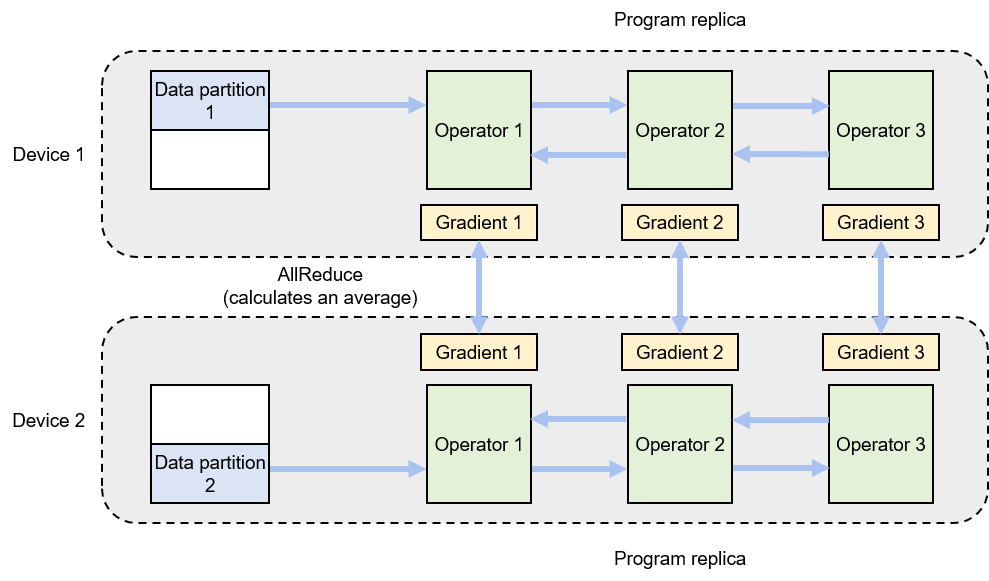 Program replica
Data partition
1
Operator 1
Operator 2
Operator 3
Device 1
Gradient 1
Gradient 2
Gradient 3
AllReduce
(calculates an average)
Gradient 1
Gradient 2
Gradient 3
Device 2
Operator 1
Operator 2
Operator 3
Data partition
2
Program replica